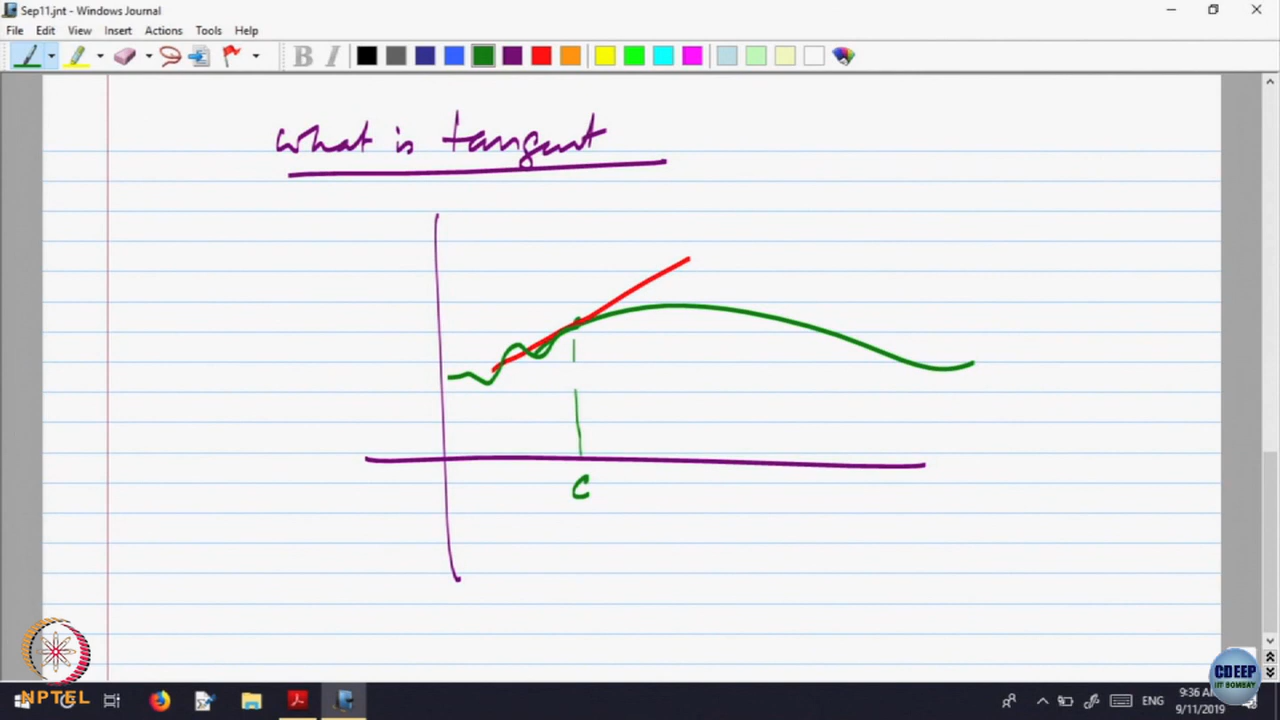 Sep11.jnt - Windows Journal
File Edit View Insert Actions Tools Help
B I
what is tangent
C
NPTEL
CDEEP
IIT BOMBAY
ENG
9:36 A
9/11/2019